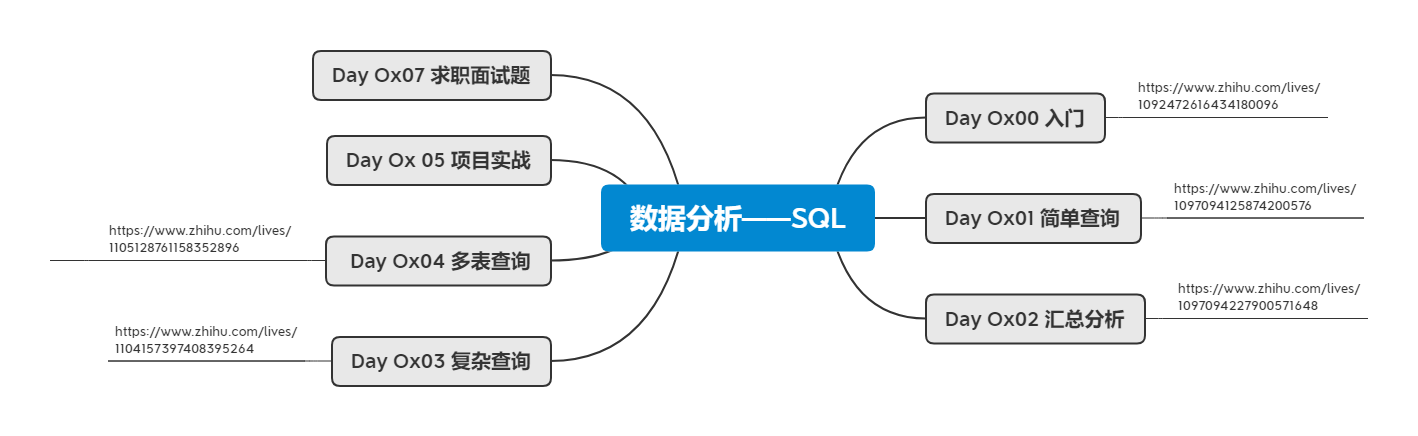 数据分析——SQL
Day Ox00 入门
https://www.zhihu.com/lives/
1092472616434180096
Day Ox01 简单查询
https://www.zhihu.com/lives/
1097094125874200576
Day Ox02 汇总分析
https://www.zhihu.com/lives/
1097094227900571648
Day Ox03 复杂查询
https://www.zhihu.com/lives/
1104157397408395264
Day Ox04 多表查询
https://www.zhihu.com/lives/
1105128761158352896
Day Ox 05 项目实战
Day Ox07 求职面试题